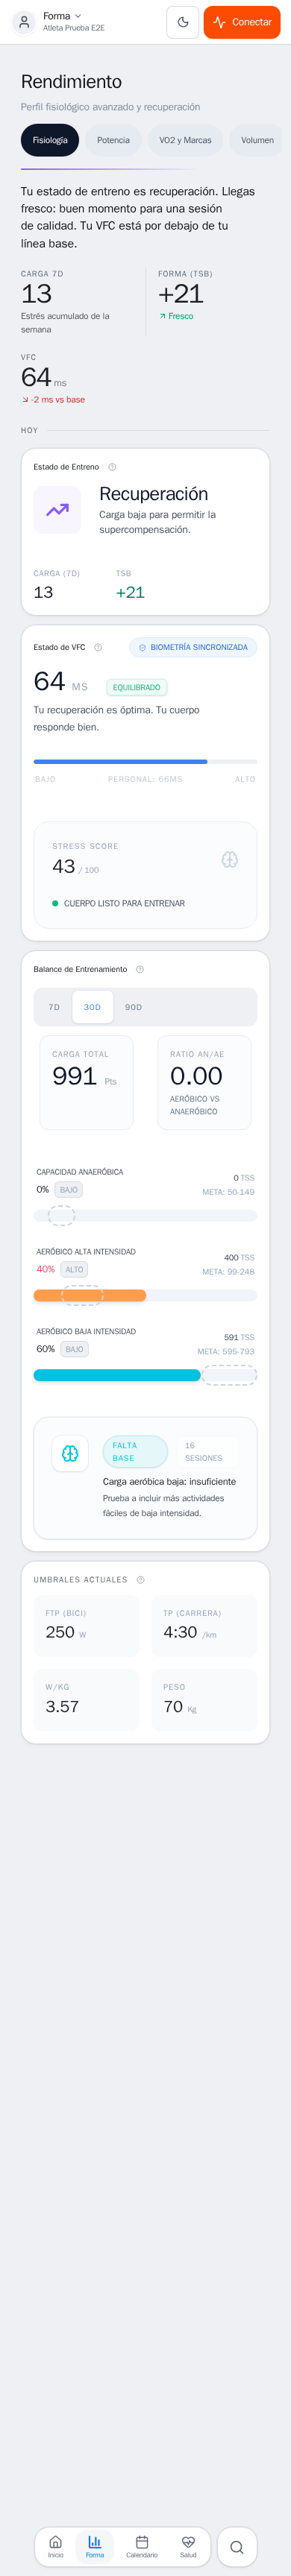 Forma
Atleta Prueba E2E
Conectar
Rendimiento
Perfil fisiológico avanzado y recuperación
Fisiología
Potencia
VO2 y Marcas
Volumen
Tu estado de entreno es recuperación. Llegas
fresco: buen momento para una sesión
de calidad. Tu VFC está por debajo de tu
línea base.
CARGA 7D
13
Estrés acumulado de la
semana
FORMA (TSB)
+21
Fresco
VFC
64 ms
-2 ms vs base
HOY
Estado de Entreno
Recuperación
Carga baja para permitir la
supercompensación.
CARGA (7D)
13
TSB
+21
Estado de VFC
BIOMETRÍA SINCRONIZADA
64 MS
EQUILIBRADO
Tu recuperación es óptima. Tu cuerpo
responde bien.
BAJO
PERSONAL: 66MS
ALTO
STRESS SCORE
43 / 100
CUERPO LISTO PARA ENTRENAR
Balance de Entrenamiento
7D
30D
90D
CARGA TOTAL
991 Pts
RATIO AN/AE
0.00
AERÓBICO VS
ANAERÓBICO
CAPACIDAD ANAERÓBICA
0% BAJO
0 TSS
META: 50-149
AERÓBICO ALTA INTENSIDAD
40% ALTO
400 TSS
META: 99-248
AERÓBICO BAJA INTENSIDAD
60% BAJO
591 TSS
META: 595-793
FALTA
BASE
16
SESIONES
Carga aeróbica baja: insuficiente
Prueba a incluir más actividades
fáciles de baja intensidad.
UMBRALES ACTUALES
FTP (BICI)
250 W
TP (CARRERA)
4:30 /km
W/KG
3.57
PESO
70 Kg
Inicio
Forma
Calendario
Salud